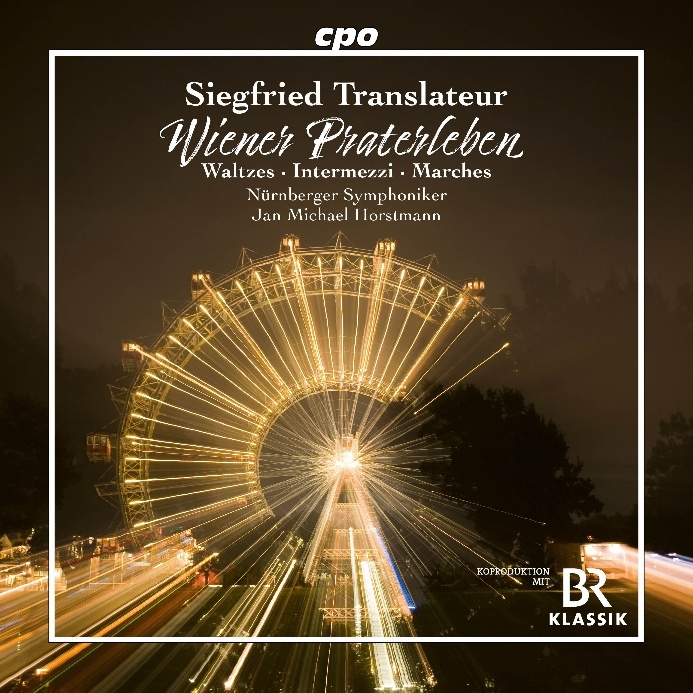 cpo
Siegfried Translateur
Wiener Praterleben
Waltzes · Intermezzi · Marches
Nürnberger Symphoniker
Jan Michael Horstmann
KOPRODUKTION
MIT
BR
KLASSIK